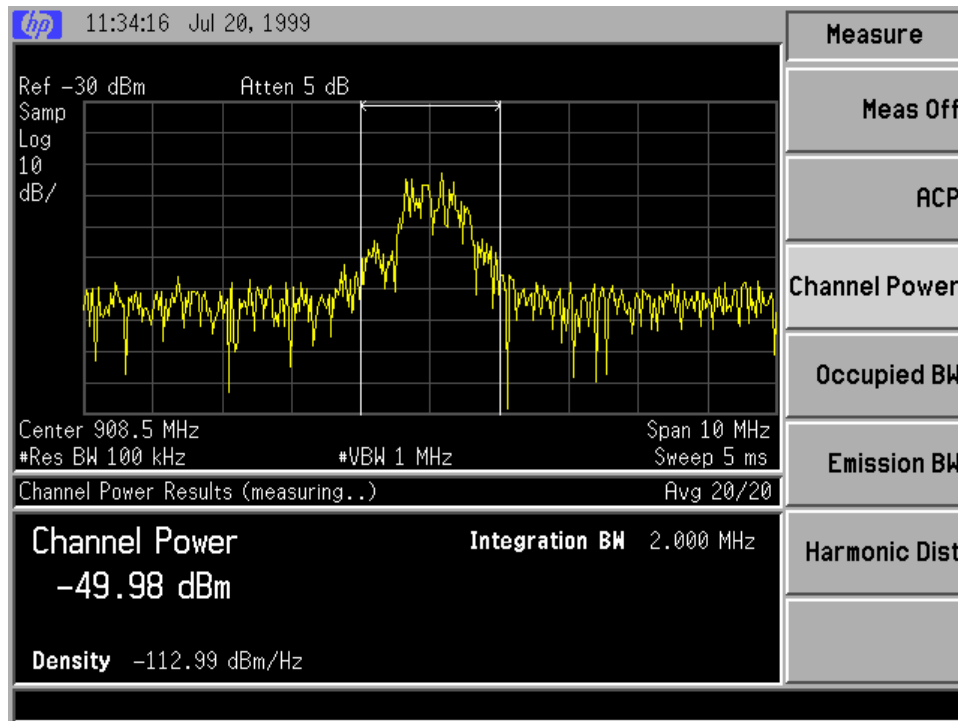 hp 11:34:16 Jul 20, 1999
Measure
Ref -30 dBm Atten 5 dB
Samp
Log
10
dB/
Meas Off
ACP
Channel Power
Occupied BW
Emission BW
Harmonic Dist
Center 908.5 MHz Span 10 MHz
#Res BW 100 kHz #VBW 1 MHz Sweep 5 ms
Channel Power Results (measuring..) Avg 20/20
Channel Power Integration BW 2.000 MHz
-49.98 dBm
Density -112.99 dBm/Hz